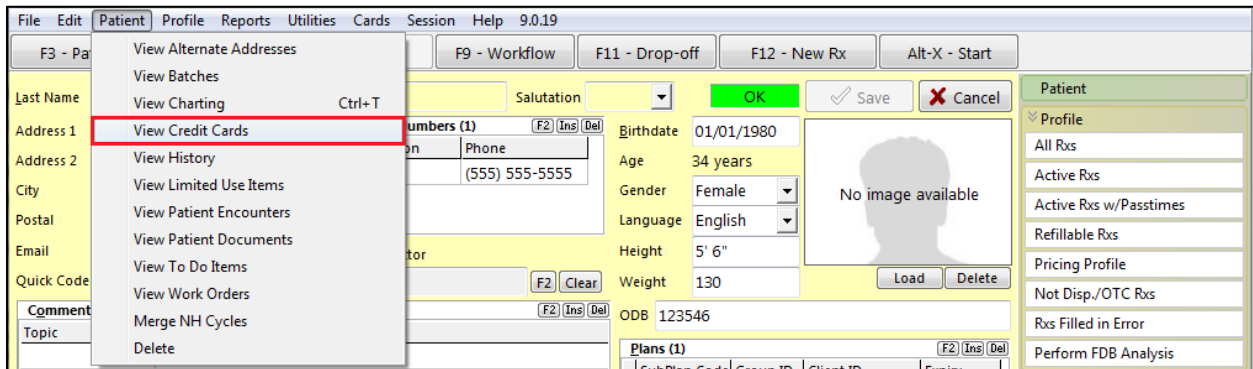 File Edit Patient Profile Reports Utilities Cards Session Help 9.0.19
F3 - Pa F9 - Workflow F11 - Drop-off F12 - New Rx Alt-X - Start
View Alternate Addresses
View Batches
View Charting Ctrl+T
View Credit Cards
View History
View Limited Use Items
View Patient Encounters
View Patient Documents
View To Do Items
View Work Orders
Merge NH Cycles
Delete
Last Name
Address 1
Address 2
City
Postal
Email
Quick Code
Comment
Topic
Salutation OK Save Cancel
umbers (1) F2 Ins Del
on Phone
(555) 555-5555
tor
F2 Clear
F2 Ins Del
Birthdate 01/01/1980
Age 34 years
Gender Female
Language English
Height 5' 6"
Weight 130
No image available
Load Delete
ODB 123546
Plans (1) F2 Ins Del
SubPlan Code Group ID Client ID Expiry
Patient
Profile
All Rxs
Active Rxs
Active Rxs w/Passtimes
Refillable Rxs
Pricing Profile
Not Disp./OTC Rxs
Rxs Filled in Error
Perform FDB Analysis